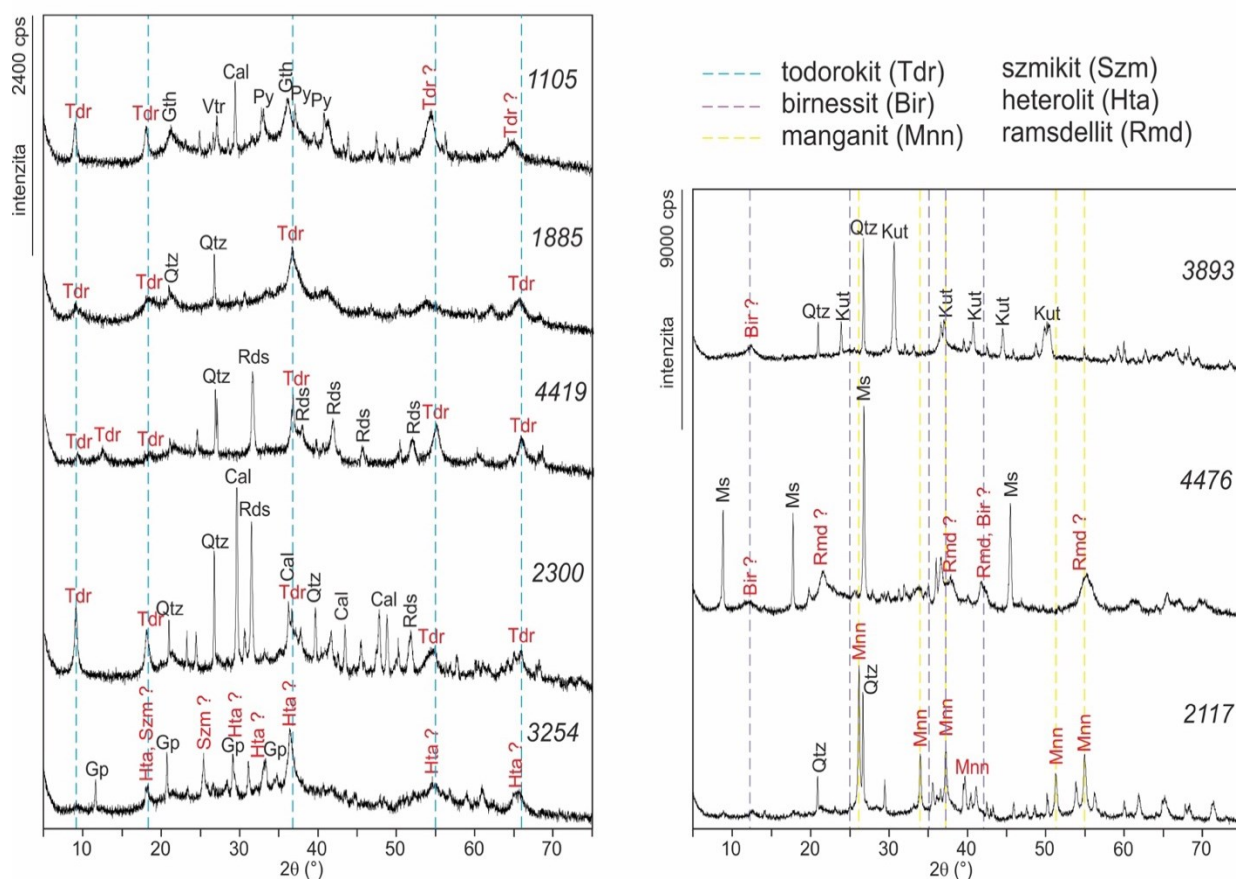 2400 cps
intenzita
Tdr Tdr Gth Vtr Cal Py Gth Py Py Tdr ? Tdr ?
1105
Tdr Tdr Qtz Qtz Tdr Tdr
1885
Tdr Tdr Tdr Qtz Rds Tdr Rds Rds Rds Rds Tdr Tdr
4419
Tdr Tdr Qtz Qtz Cal Rds Cal Tdr Qtz Cal Cal Rds Tdr Tdr
2300
Gp Hta, Szm ? Gp Szm ? Hta ? Gp Hta ? Gp Hta ? Hta ? Hta ?
3254
10 20 30 40 50 60 70
2θ (°)
todorokit (Tdr)
birnessit (Bir)
manganit (Mnn)
szmikit (Szm)
heterolit (Hta)
ramsdellit (Rmd)
9000 cps
intenzita
Bir ? Qtz Kut Qtz Kut Kut Kut Kut Kut
3893
Ms Bir ? Ms Rmd ? Ms Rmd ? Rmd, Bir ? Ms Rmd ?
4476
Qtz Mnn Qtz Mnn Mnn Mnn Mnn Mnn
2117
10 20 30 40 50 60 70
2θ (°)